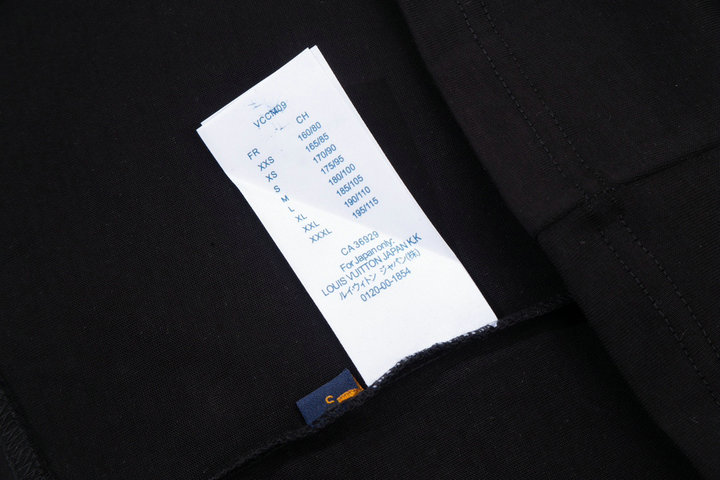 VCCM09
FR CH
XXS 160/80
XS 165/85
S 170/90
M 175/95
L 180/100
XL 185/105
XXL 190/110
XXXL 195/115
CA 36929
For Japan only:
LOUIS VUITTON JAPAN K.K
ルイ・ヴィトン ジャパン(株)
0120-00-1854
S